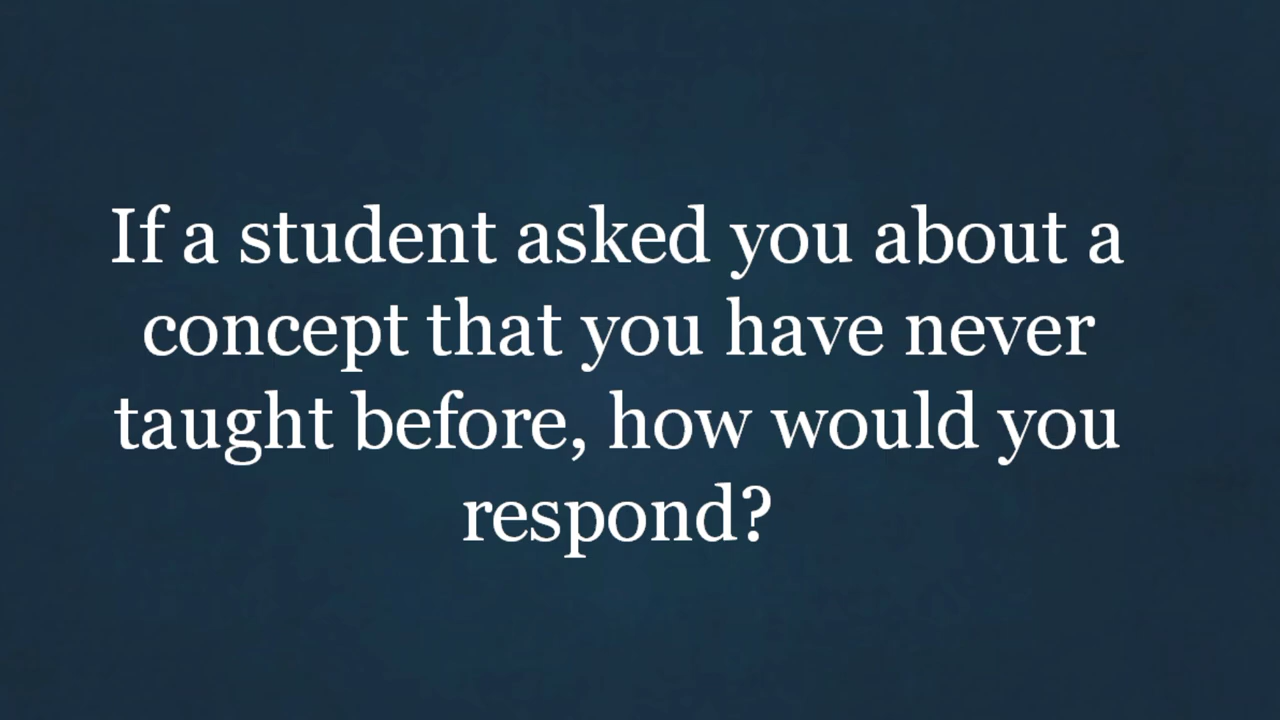 If a student asked you about a
concept that you have never
taught before, how would you
respond?